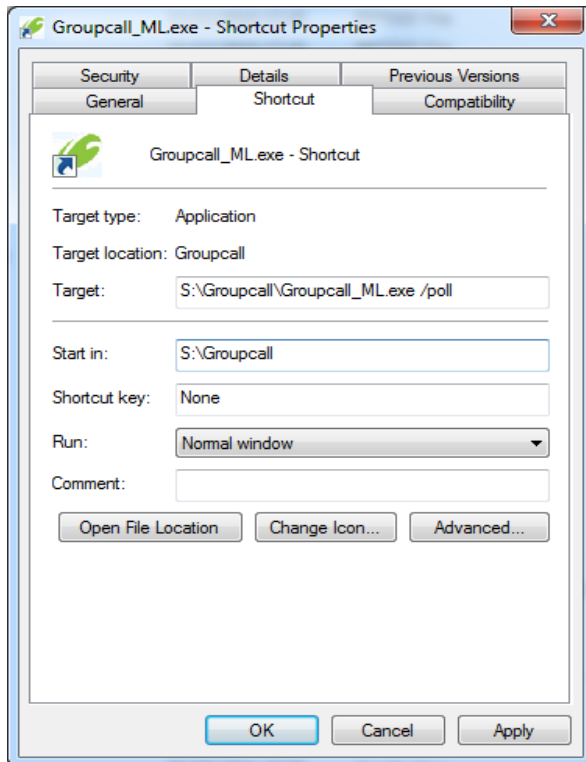 Groupcall_ML.exe - Shortcut Properties
Security Details Previous Versions
General Shortcut Compatibility
Groupcall_ML.exe - Shortcut
Target type: Application
Target location: Groupcall
Target: S:\Groupcall\Groupcall_ML.exe /poll
Start in: S:\Groupcall
Shortcut key: None
Run: Normal window
Comment:
Open File Location Change Icon... Advanced...
OK Cancel Apply